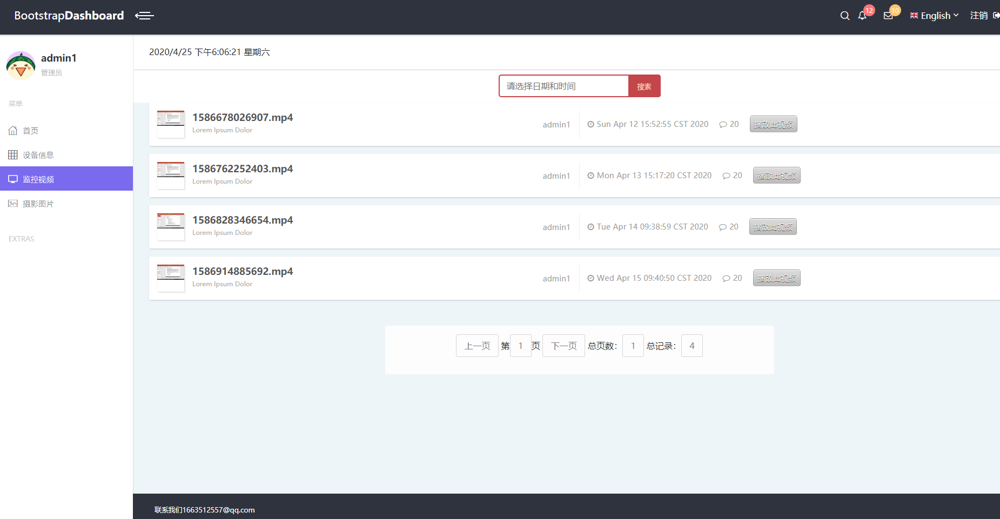 BootstrapDashboard
12
10
English
注销
admin1
管理员
菜单
首页
设备信息
监控视频
摄影图片
EXTRAS
2020/4/25 下午6:06:21 星期六
请选择日期和时间 搜索
1586678026907.mp4
Lorem Ipsum Dolor
admin1 Sun Apr 12 15:52:55 CST 2020 20 播放此视频
1586762252403.mp4
Lorem Ipsum Dolor
admin1 Mon Apr 13 15:17:20 CST 2020 20 播放此视频
1586828346654.mp4
Lorem Ipsum Dolor
admin1 Tue Apr 14 09:38:59 CST 2020 20 播放此视频
1586914885692.mp4
Lorem Ipsum Dolor
admin1 Wed Apr 15 09:40:50 CST 2020 20 播放此视频
上一页 第 1 页 下一页 总页数： 1 总记录： 4
联系我们1663512557@qq.com